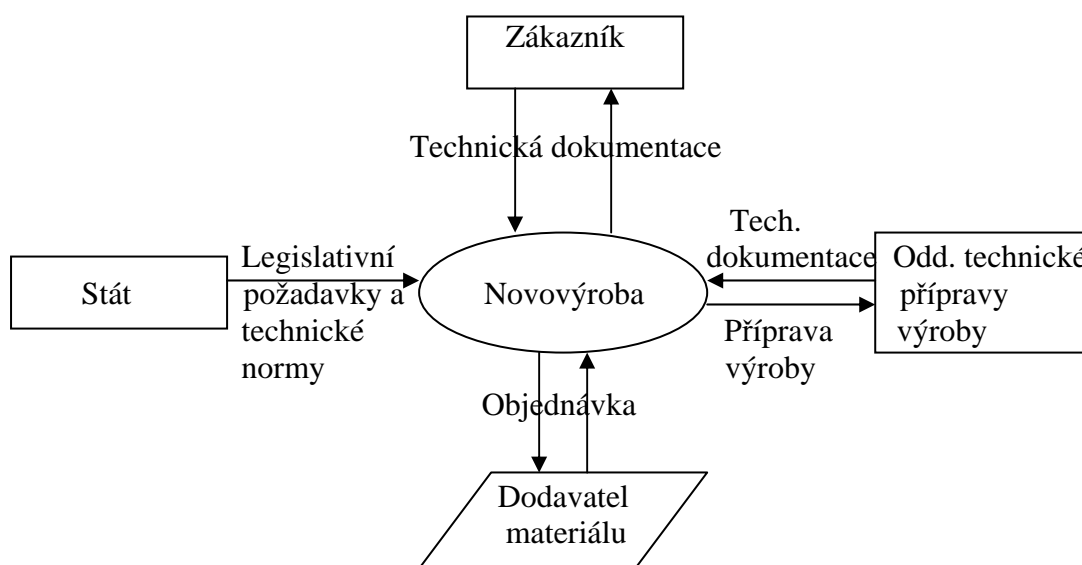 Zákazník
Technická dokumentace
Tech.
dokumentace
Legislativní
požadavky a
technické
normy
Stát
Novovýroba
Odd. technické
přípravy
výroby
Příprava
výroby
Objednávka
Dodavatel
materiálu